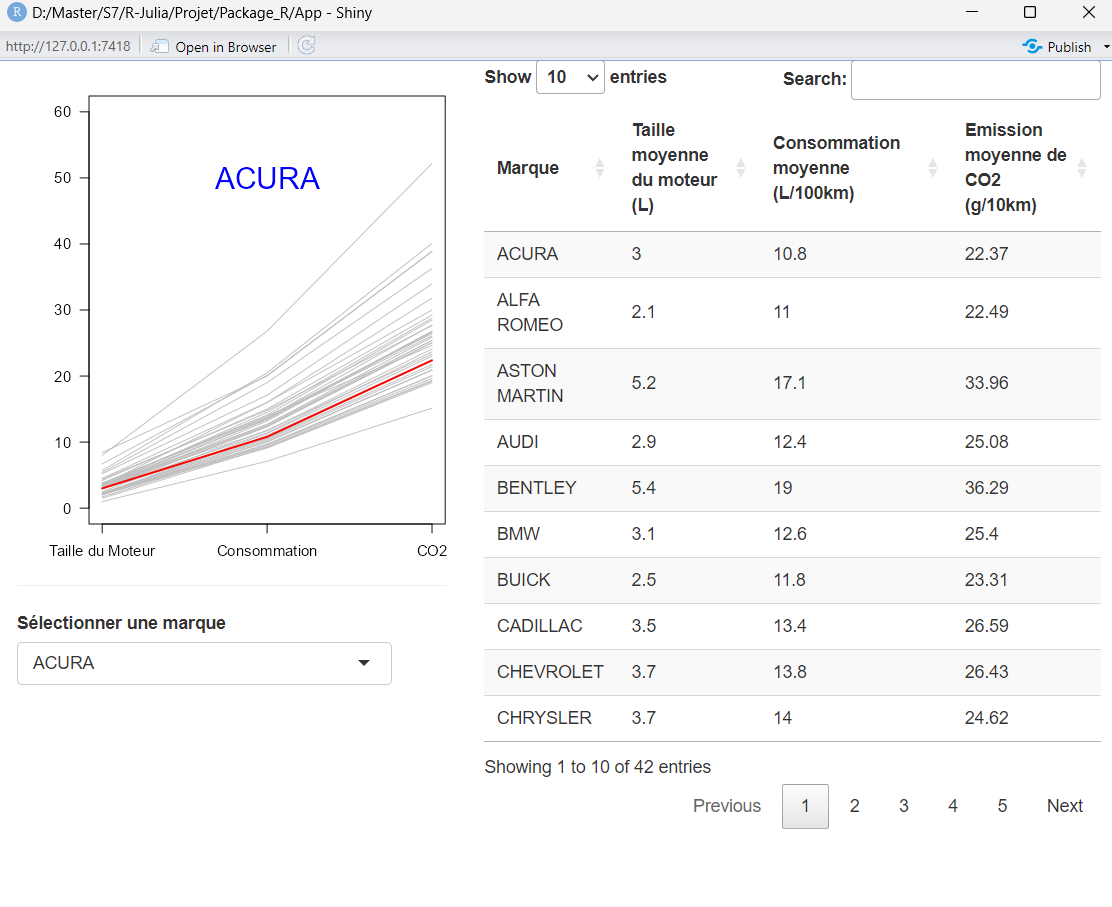 R D:/Master/S7/R-Julia/Projet/Package_R/App - Shiny
http://127.0.0.1:7418 Open in Browser Publish
60
50
40
30
20
10
0
ACURA
Taille du Moteur Consommation CO2
Sélectionner une marque
ACURA
Show 10 entries
Search:
Marque
Taille
moyenne
du moteur
(L)
Consommation
moyenne
(L/100km)
Emission
moyenne de
CO2
(g/10km)
ACURA 3 10.8 22.37
ALFA
ROMEO 2.1 11 22.49
ASTON
MARTIN 5.2 17.1 33.96
AUDI 2.9 12.4 25.08
BENTLEY 5.4 19 36.29
BMW 3.1 12.6 25.4
BUICK 2.5 11.8 23.31
CADILLAC 3.5 13.4 26.59
CHEVROLET 3.7 13.8 26.43
CHRYSLER 3.7 14 24.62
Showing 1 to 10 of 42 entries
Previous 1 2 3 4 5 Next